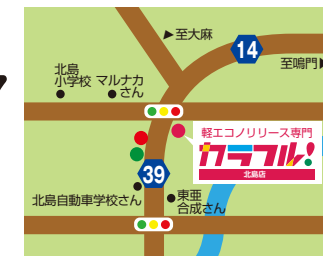 ▶至大麻
14
至鳴門▶
北島
小学校
マルナカ
さん
軽エコノリリース専門
カラフル!
北島店
39
北島自動車学校さん
東亜
合成さん